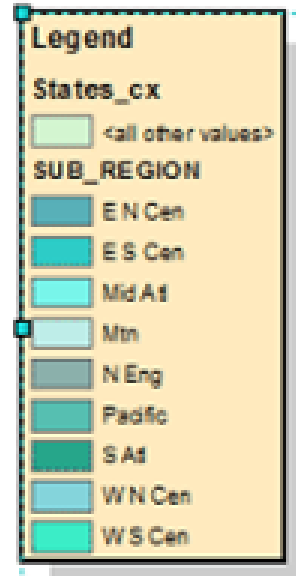 Legend
States_cx
<all other values>
SUB_REGION
E N Cen
E S Cen
Mid Atl
Mtn
N Eng
Pacific
S Atl
W N Cen
W S Cen